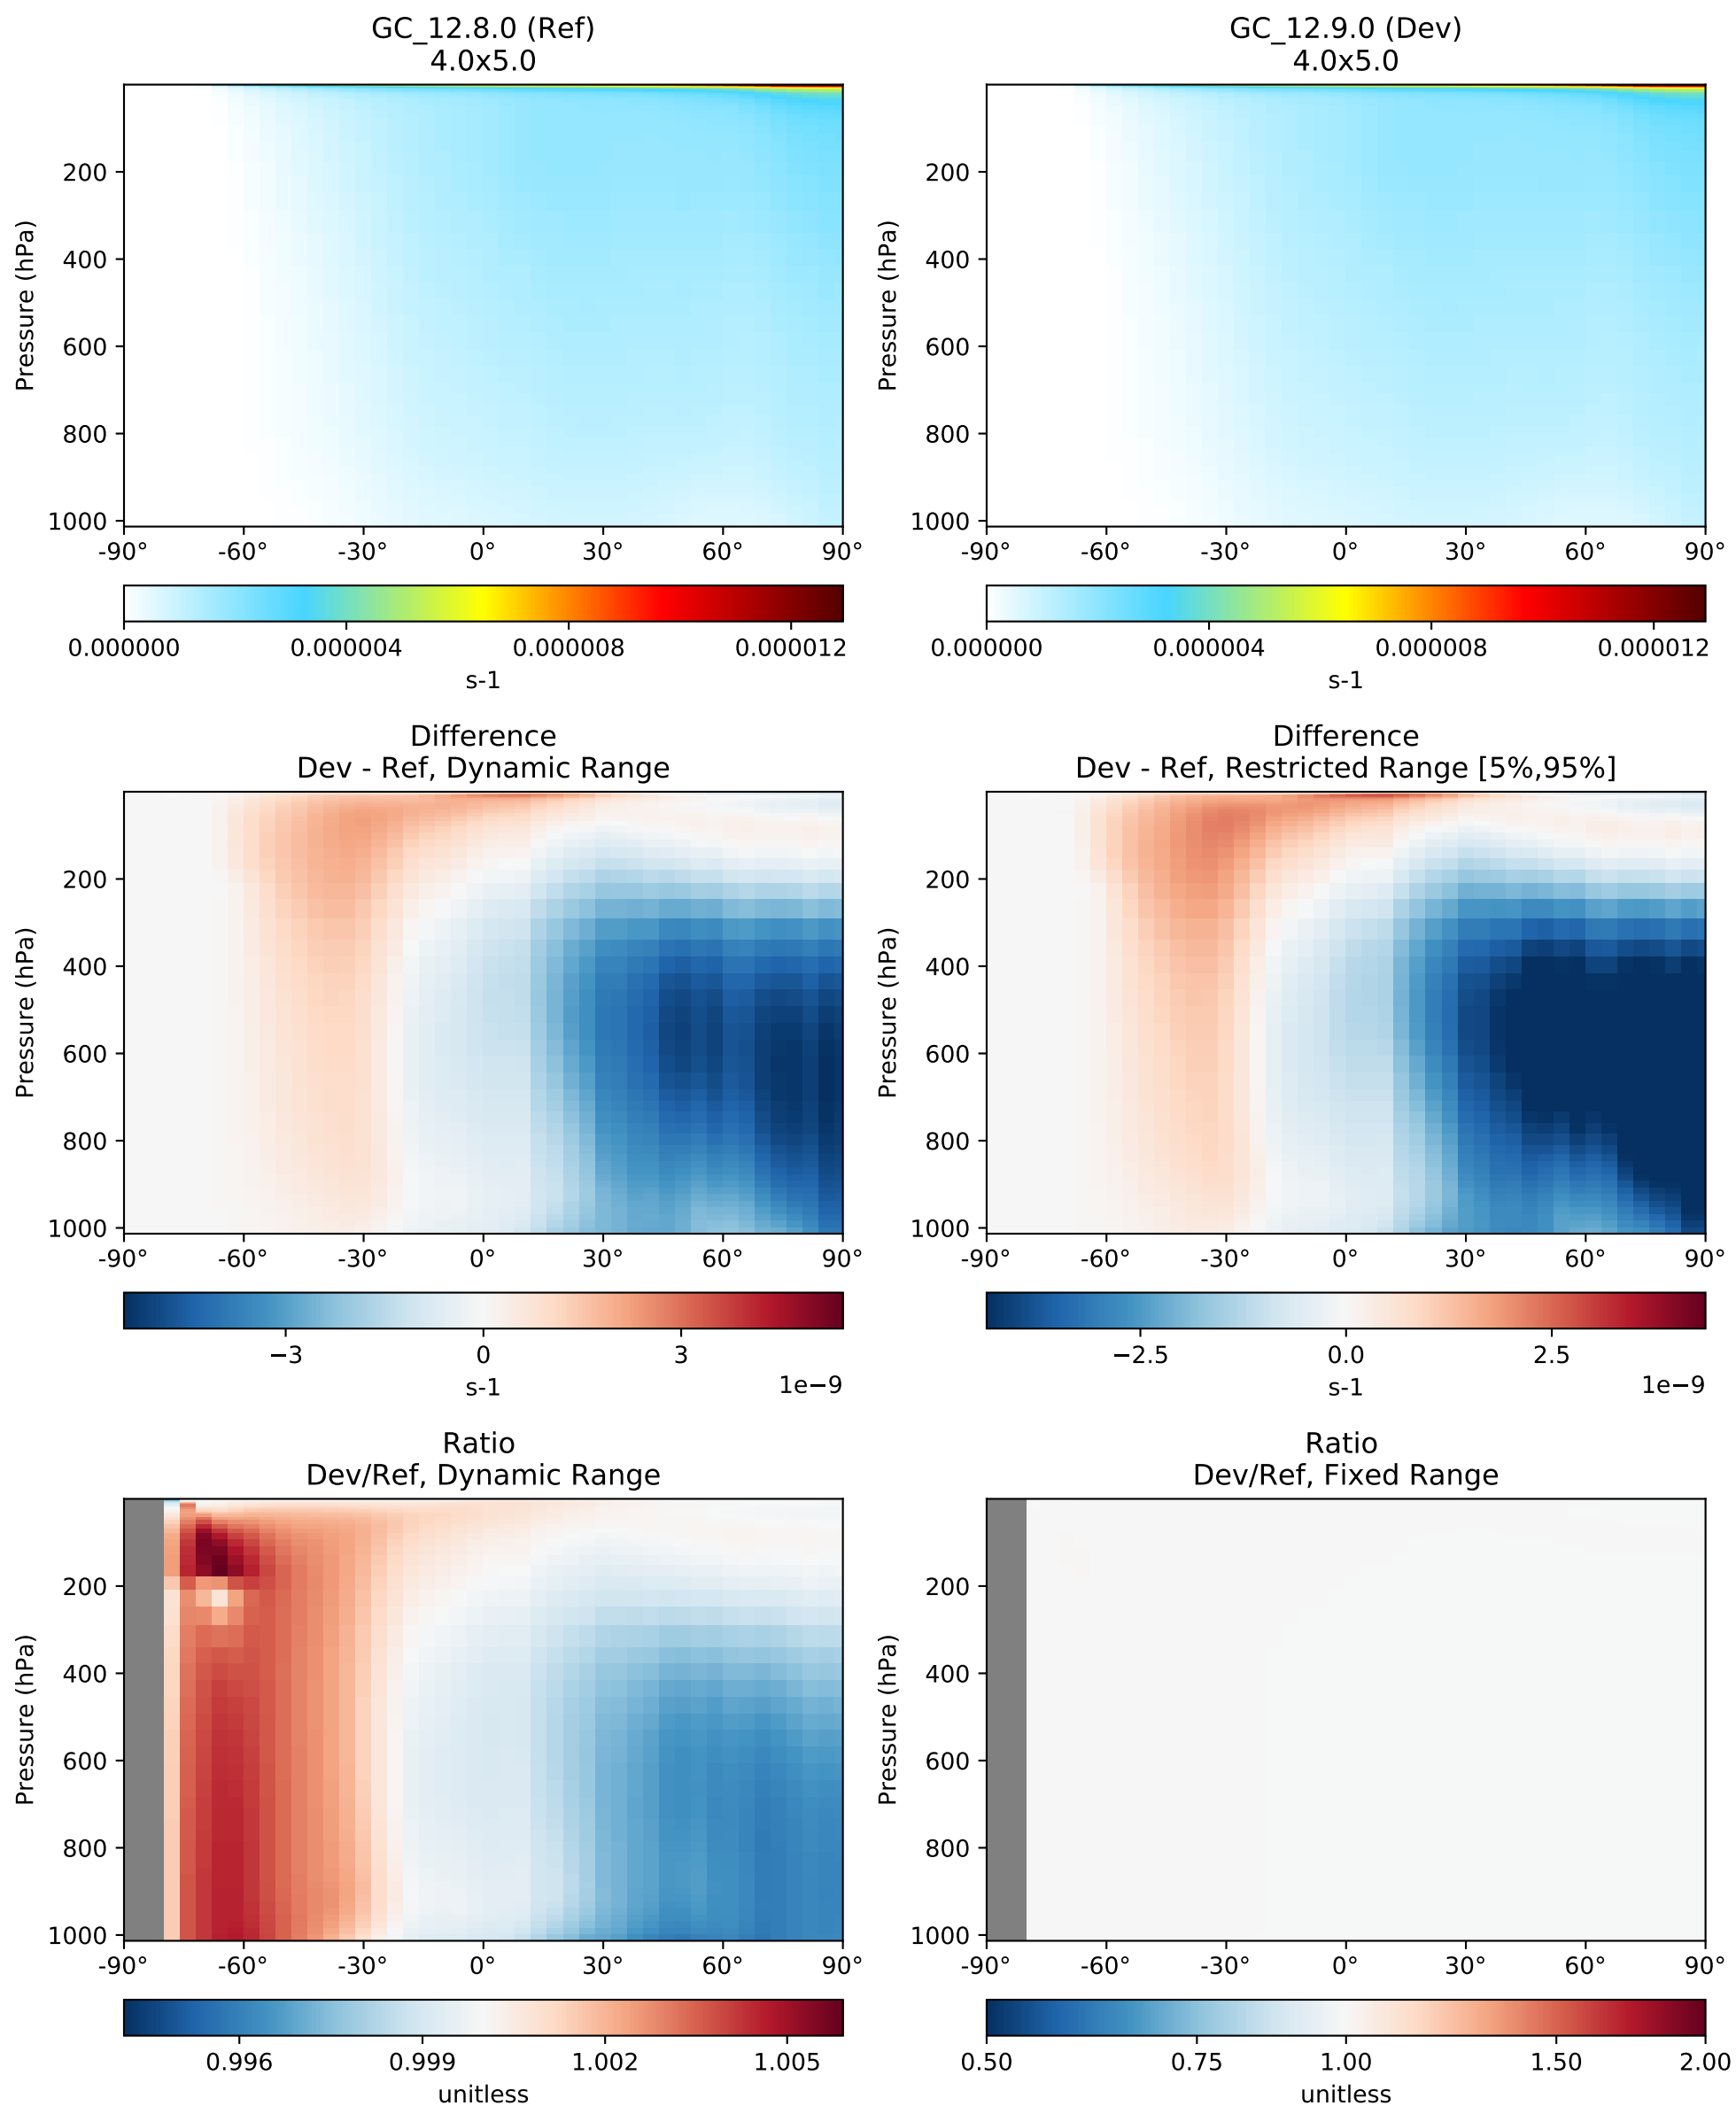 GC_12.8.0 (Ref)
4.0x5.0
Pressure (hPa)
200
400
600
800
1000
-90° -60° -30° 0° 30° 60° 90°
0.000000 0.000004 0.000008 0.000012
s-1
GC_12.9.0 (Dev)
4.0x5.0
Pressure (hPa)
200
400
600
800
1000
-90° -60° -30° 0° 30° 60° 90°
0.000000 0.000004 0.000008 0.000012
s-1
Difference
Dev - Ref, Dynamic Range
Pressure (hPa)
200
400
600
800
1000
-90° -60° -30° 0° 30° 60° 90°
−3 0 3
s-1 1e−9
Difference
Dev - Ref, Restricted Range [5%,95%]
Pressure (hPa)
200
400
600
800
1000
-90° -60° -30° 0° 30° 60° 90°
−2.5 0.0 2.5
s-1 1e−9
Ratio
Dev/Ref, Dynamic Range
Pressure (hPa)
200
400
600
800
1000
-90° -60° -30° 0° 30° 60° 90°
0.996 0.999 1.002 1.005
unitless
Ratio
Dev/Ref, Fixed Range
Pressure (hPa)
200
400
600
800
1000
-90° -60° -30° 0° 30° 60° 90°
0.50 0.75 1.00 1.50 2.00
unitless